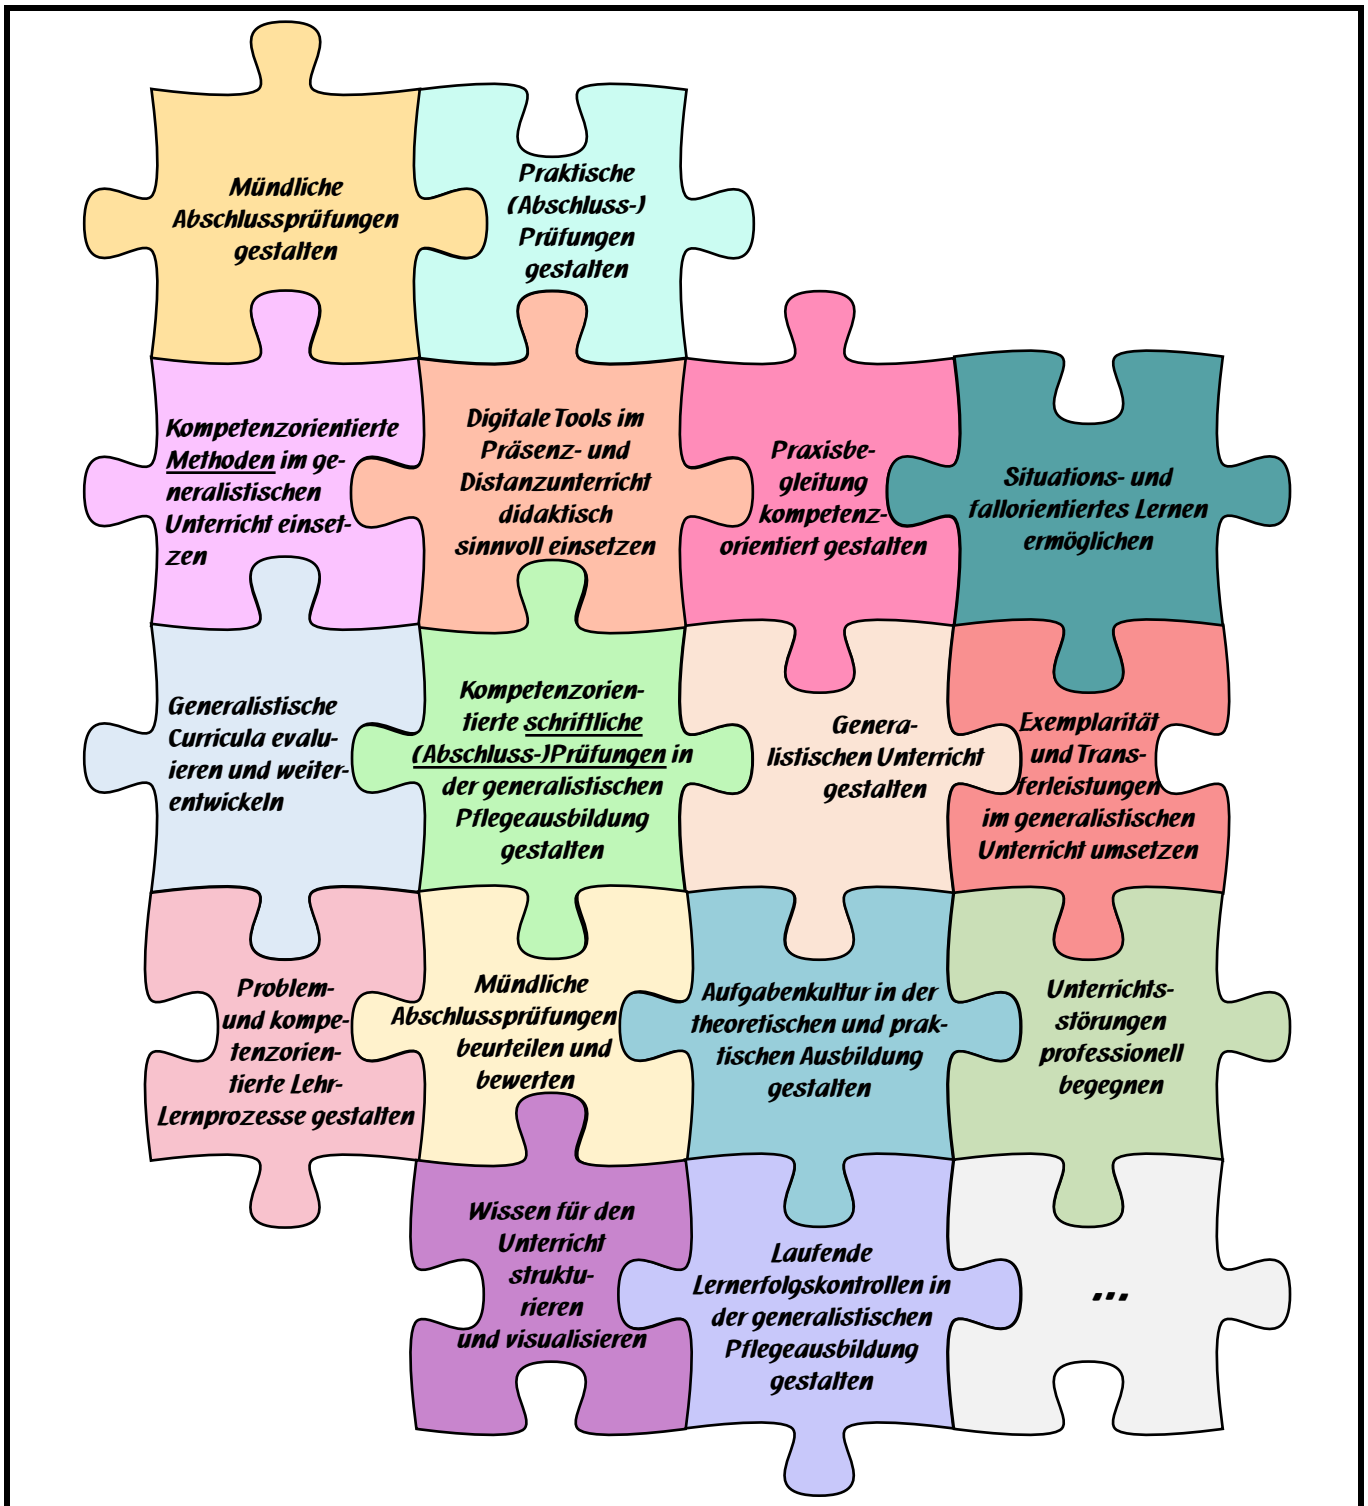 Mündliche
Abschlussprüfungen
gestalten
Praktische
(Abschluss-)
Prüfungen
gestalten
Kompetenzorientierte
Methoden im ge-
neralistischen
Unterricht einset-
zen
Digitale Tools im
Präsenz- und
Distanzunterricht
didaktisch
sinnvoll einsetzen
Praxisbe-
gleitung
kompetenz-
orientiert gestalten
Situations- und
fallorientiertes Lernen
ermöglichen
Generalistische
Curricula evalu-
ieren und weiter-
entwickeln
Kompetenzorien-
tierte schriftliche
(Abschluss-)Prüfungen in
der generalistischen
Pflegeausbildung
gestalten
Genera-
listischen Unterricht
gestalten
Exemplarität
und Trans-
ferleistungen
im generalistischen
Unterricht umsetzen
Problem-
und kompe-
tenzorien-
tierte Lehr-
Lernprozesse gestalten
Mündliche
Abschlussprüfungen
beurteilen und
bewerten
Aufgabenkultur in der
theoretischen und prak-
tischen Ausbildung
gestalten
Unterrichts-
störungen
professionell
begegnen
Wissen für den
Unterricht
struktu-
rieren
und visualisieren
Laufende
Lernerfolgskontrollen in
der generalistischen
Pflegeausbildung
gestalten
...